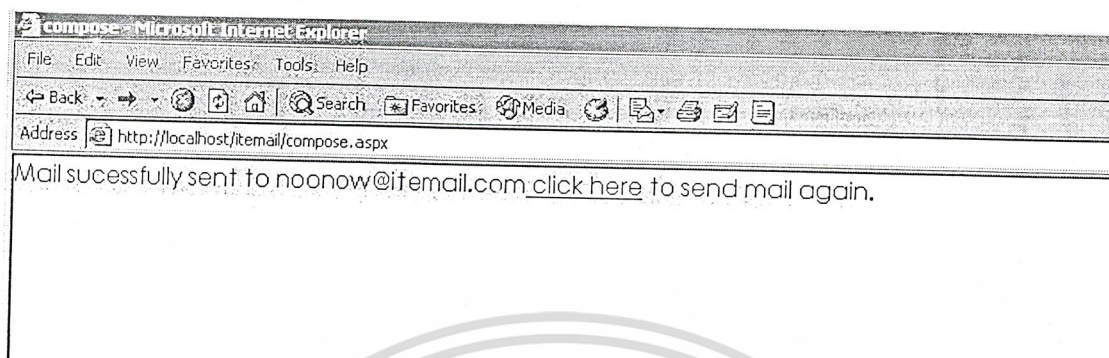 compose - Microsoft Internet Explorer
File Edit View Favorites Tools Help
Back Search Favorites Media
Address http://localhost/itemail/compose.aspx
Mail sucessfully sent to noonow@itemail.com click here to send mail again.